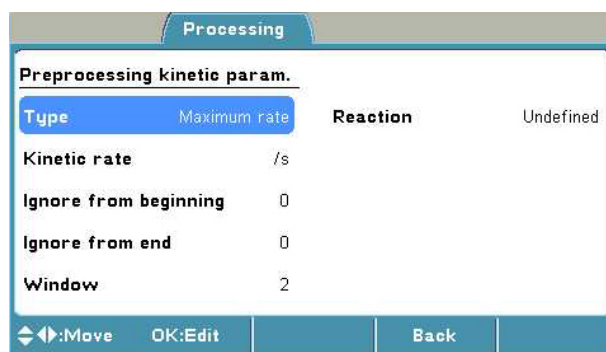 Processing
Preprocessing kinetic param.
Type Maximum rate Reaction Undefined
Kinetic rate /s
Ignore from beginning 0
Ignore from end 0
Window 2
:Move OK:Edit Back